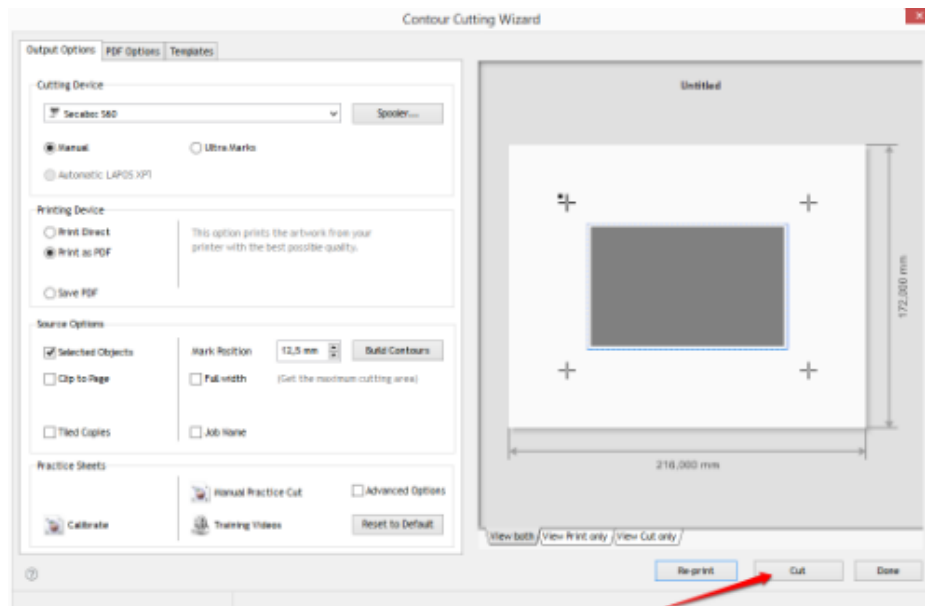 Contour Cutting Wizard
Output Options PDF Options Templates
Cutting Device
Secabo: S60 Spooler....
Manual Ultra Marks
Automatic LAPOS XPT
Printing Device
Print Direct This option prints the artwork from your
Print as PDF printer with the best possible quality.
Save PDF
Source Options
Selected Objects Mark Position 12,5 mm Build Contours
Clip to Page Full width (Get the maximum cutting area)
Tiled Copies Job Name
Practice Sheets
Manual Practice Cut Advanced Options
Calibrate Training Videos Reset to Default
Untitled
172,000 mm
216,000 mm
View both View Print only View Cut only
Re-print Cut Done